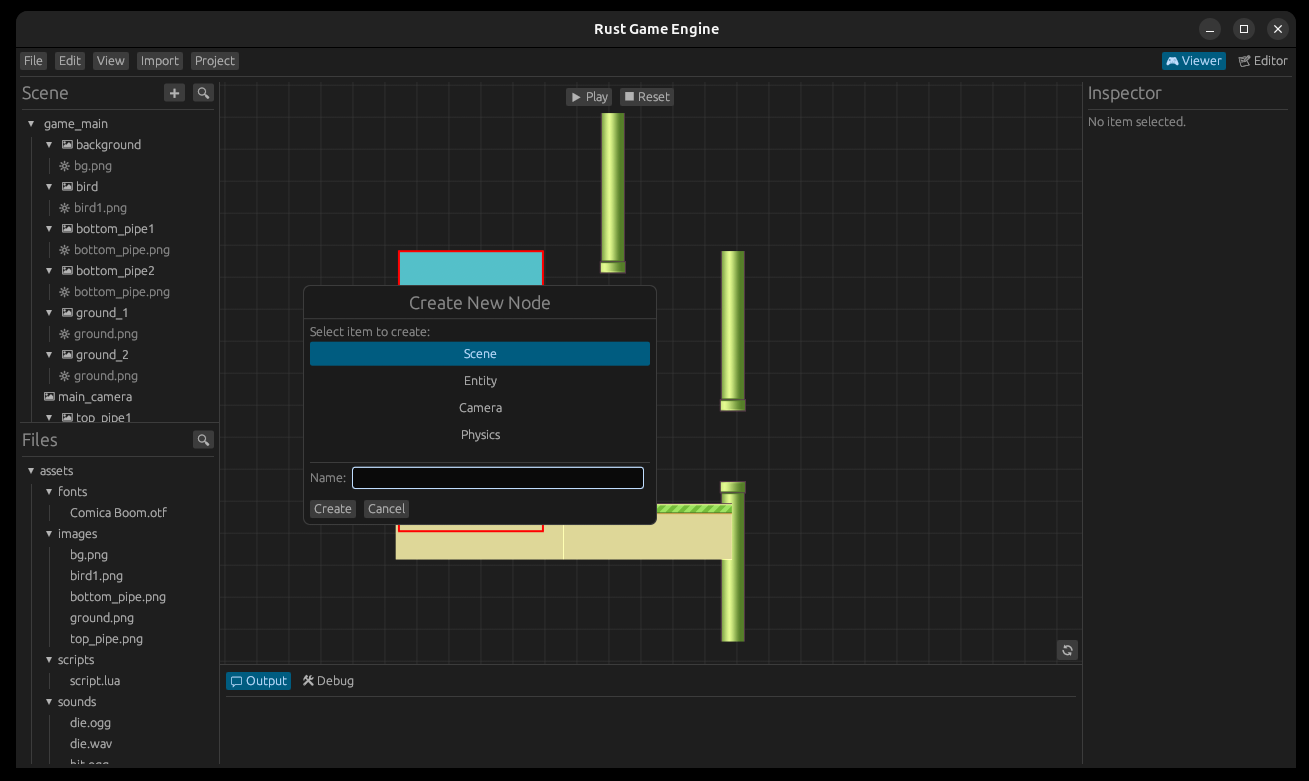 Rust Game Engine
File Edit View Import Project
Viewer Editor
Scene
game_main
background
bg.png
bird
bird1.png
bottom_pipe1
bottom_pipe.png
bottom_pipe2
bottom_pipe.png
ground_1
ground.png
ground_2
ground.png
main_camera
top_pipe1
Files
assets
fonts
Comica Boom.otf
images
bg.png
bird1.png
bottom_pipe.png
ground.png
top_pipe.png
scripts
script.lua
sounds
die.ogg
die.wav
hit.ogg
Play Reset
Create New Node
Select item to create:
Scene
Entity
Camera
Physics
Name:
Create Cancel
Output Debug
Inspector
No item selected.